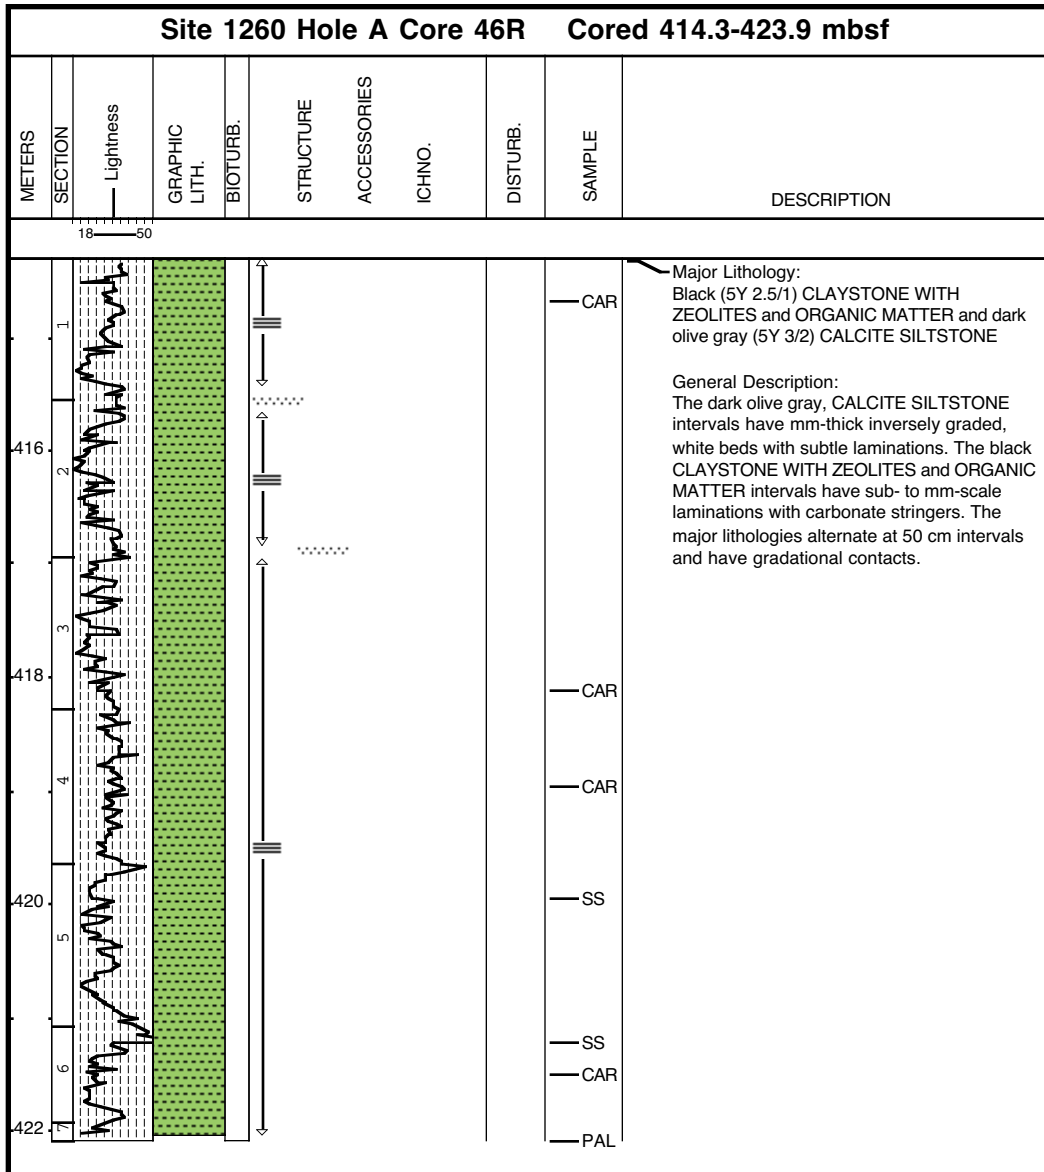 Site 1260 Hole A Core 46R Cored 414.3-423.9 mbsf
METERS
SECTION
Lightness
GRAPHIC
LITH.
BIOTURB.
STRUCTURE
ACCESSORIES
ICHNO.
DISTURB.
SAMPLE
DESCRIPTION
18 50
Major Lithology:
Black (5Y 2.5/1) CLAYSTONE WITH
ZEOLITES and ORGANIC MATTER and dark
olive gray (5Y 3/2) CALCITE SILTSTONE
General Description:
The dark olive gray, CALCITE SILTSTONE
intervals have mm-thick inversely graded,
white beds with subtle laminations. The black
CLAYSTONE WITH ZEOLITES and ORGANIC
MATTER intervals have sub- to mm-scale
laminations with carbonate stringers. The
major lithologies alternate at 50 cm intervals
and have gradational contacts.
CAR
1
416
2
3
418
CAR
4
CAR
420
SS
5
SS
6
CAR
422
7
PAL